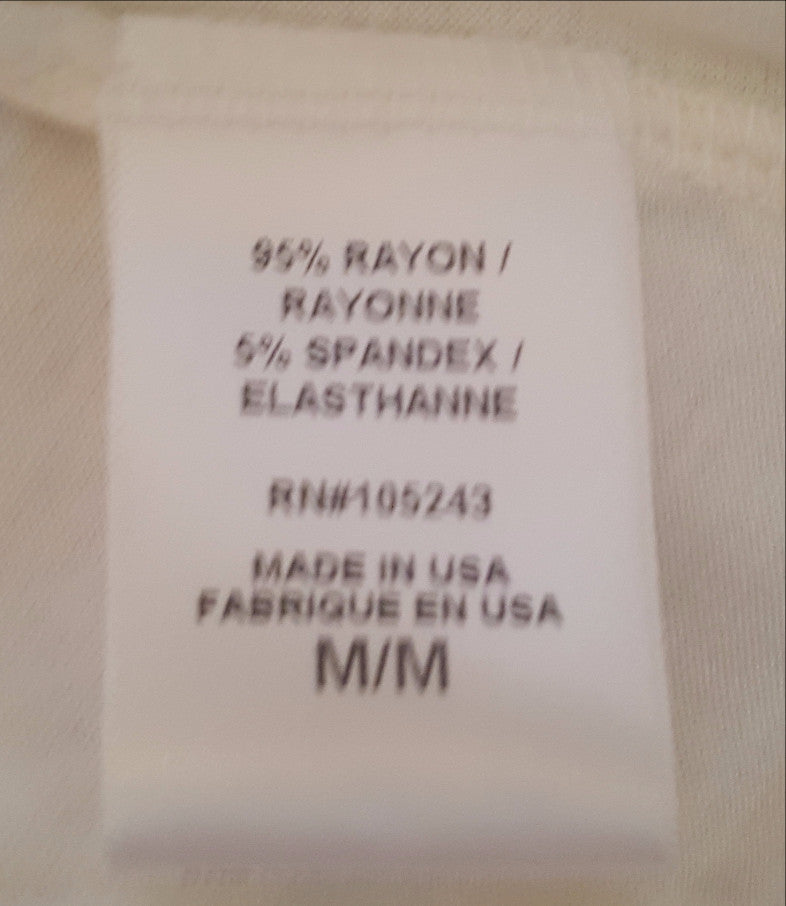 95% RAYON /
RAYONNE
5% SPANDEX /
ELASTHANNE
RN#105243
MADE IN USA
FABRIQUE EN USA
M/M